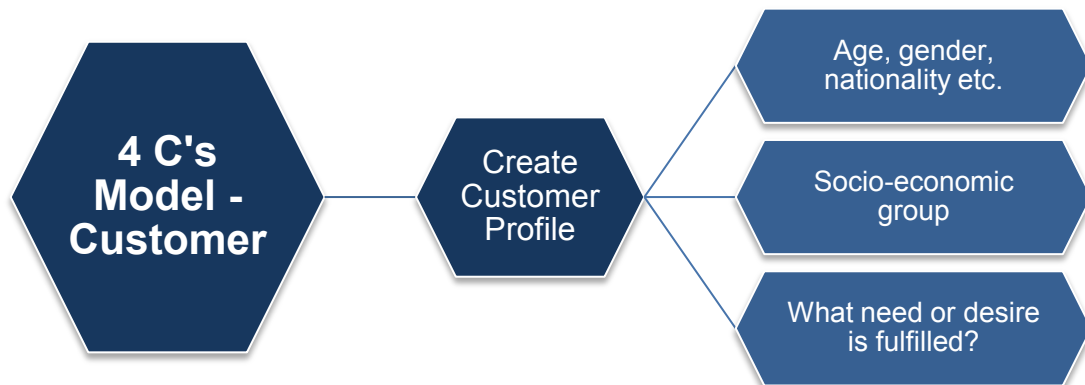 4 C's
Model -
Customer
Create
Customer
Profile
Age, gender,
nationality etc.
Socio-economic
group
What need or desire
is fulfilled?